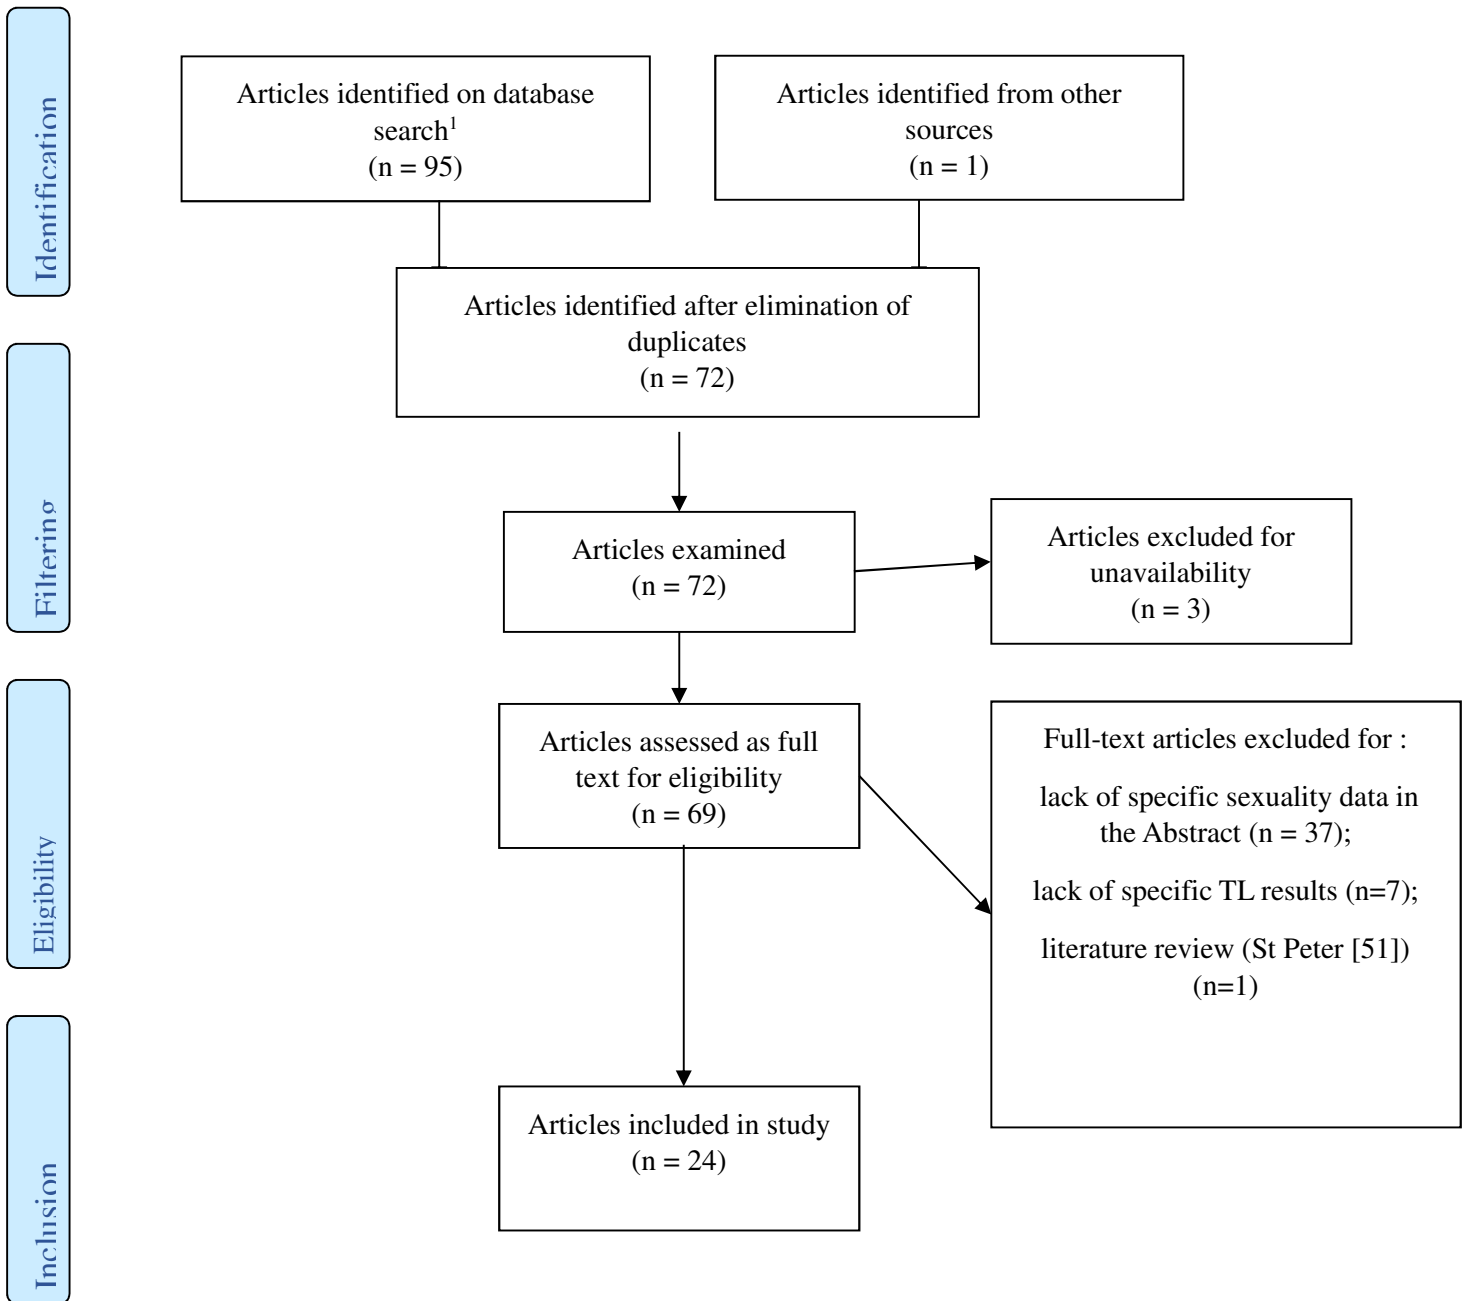 Identification
Articles identified on database
search¹
(n = 95)
Articles identified from other
sources
(n = 1)
Articles identified after elimination of
duplicates
(n = 72)
Filtering
Articles examined
(n = 72)
Articles excluded for
unavailability
(n = 3)
Eligibility
Articles assessed as full
text for eligibility
(n = 69)
Full-text articles excluded for :
lack of specific sexuality data in
the Abstract (n = 37);
lack of specific TL results (n=7);
literature review (St Peter [51])
(n=1)
Inclusion
Articles included in study
(n = 24)